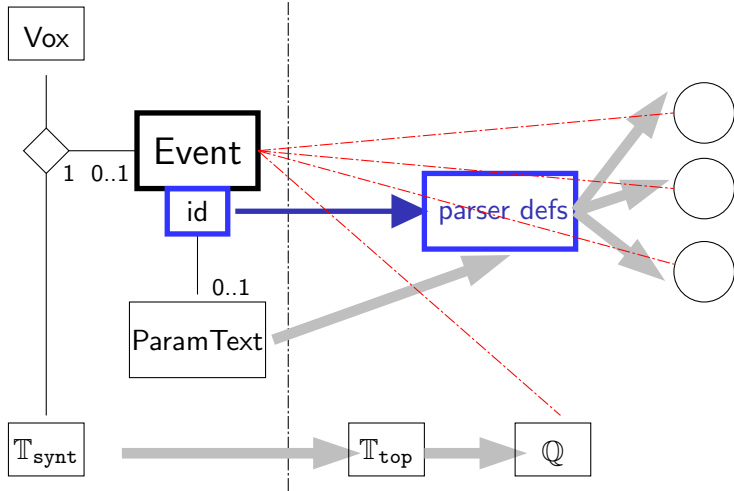 Vox
Event
1 0..1
id
parser defs
0..1
ParamText
𝕋synt
𝕋top
ℚ